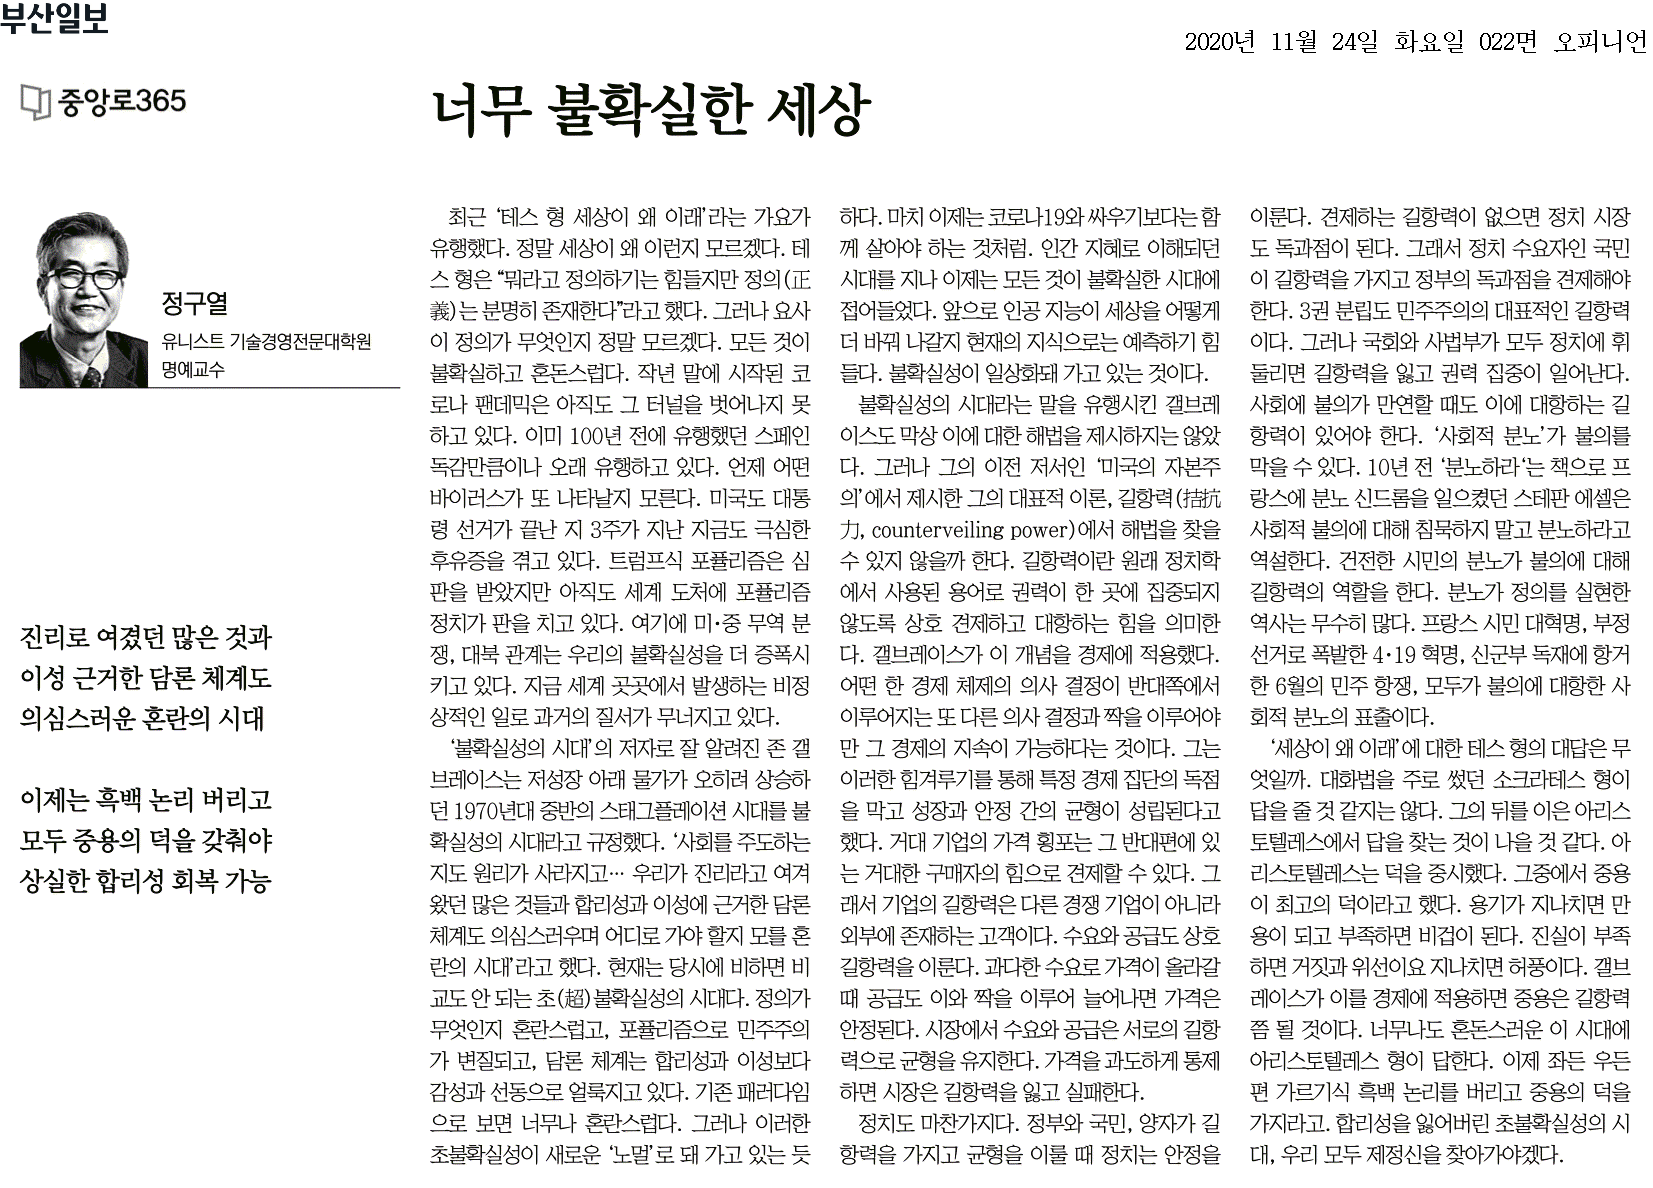 부산일보
2020년 11월 24일 화요일 022면 오피니언
중앙로365
너무 불확실한 세상
정구열
유니스트 기술경영전문대학원
명예교수
진리로 여겼던 많은 것과
이성 근거한 담론 체계도
의심스러운 혼란의 시대
이제는 흑백 논리 버리고
모두 중용의 덕을 갖춰야
상실한 합리성 회복 가능
최근 ‘테스 형 세상이 왜 이래’라는 가요가
유행했다. 정말 세상이 왜 이런지 모르겠다. 테
스 형은 “뭐라고 정의하기는 힘들지만 정의(正
義)는 분명히 존재한다”라고 했다. 그러나 요사
이 정의가 무엇인지 정말 모르겠다. 모든 것이
불확실하고 혼돈스럽다. 작년 말에 시작된 코
로나 팬데믹은 아직도 그 터널을 벗어나지 못
하고 있다. 이미 100년 전에 유행했던 스페인
독감만큼이나 오래 유행하고 있다. 언제 어떤
바이러스가 또 나타날지 모른다. 미국도 대통
령 선거가 끝난 지 3주가 지난 지금도 극심한
후유증을 겪고 있다. 트럼프식 포퓰리즘은 심
판을 받았지만 아직도 세계 도처에 포퓰리즘
정치가 판을 치고 있다. 여기에 미·중 무역 분
쟁, 대북 관계는 우리의 불확실성을 더 증폭시
키고 있다. 지금 세계 곳곳에서 발생하는 비정
상적인 일로 과거의 질서가 무너지고 있다.
‘불확실성의 시대’의 저자로 잘 알려진 존 갤
브레이스는 저성장 아래 물가가 오히려 상승하
던 1970년대 중반의 스태그플레이션 시대를 불
확실성의 시대라고 규정했다. ‘사회를 주도하는
지도 원리가 사라지고… 우리가 진리라고 여겨
왔던 많은 것들과 합리성과 이성에 근거한 담론
체계도 의심스러우며 어디로 가야 할지 모를 혼
란의 시대’라고 했다. 현재는 당시에 비하면 비
교도 안 되는 초(超)불확실성의 시대다. 정의가
무엇인지 혼란스럽고, 포퓰리즘으로 민주주의
가 변질되고, 담론 체계는 합리성과 이성보다
감성과 선동으로 얼룩지고 있다. 기존 패러다임
으로 보면 너무나 혼란스럽다. 그러나 이러한
초불확실성이 새로운 ‘노멀’로 돼 가고 있는 듯
하다. 마치 이제는 코로나19와 싸우기보다는 함
께 살아야 하는 것처럼. 인간 지혜로 이해되던
시대를 지나 이제는 모든 것이 불확실한 시대에
접어들었다. 앞으로 인공 지능이 세상을 어떻게
더 바꿔 나갈지 현재의 지식으로는 예측하기 힘
들다. 불확실성이 일상화돼 가고 있는 것이다.
불확실성의 시대라는 말을 유행시킨 갤브레
이스도 막상 이에 대한 해법을 제시하지는 않았
다. 그러나 그의 이전 저서인 ‘미국의 자본주
의’에서 제시한 그의 대표적 이론, 길항력(拮抗
力, counterveiling power)에서 해법을 찾을
수 있지 않을까 한다. 길항력이란 원래 정치학
에서 사용된 용어로 권력이 한 곳에 집중되지
않도록 상호 견제하고 대항하는 힘을 의미한
다. 갤브레이스가 이 개념을 경제에 적용했다.
어떤 한 경제 체제의 의사 결정이 반대쪽에서
이루어지는 또 다른 의사 결정과 짝을 이루어야
만 그 경제의 지속이 가능하다는 것이다. 그는
이러한 힘겨루기를 통해 특정 경제 집단의 독점
을 막고 성장과 안정 간의 균형이 성립된다고
했다. 거대 기업의 가격 횡포는 그 반대편에 있
는 거대한 구매자의 힘으로 견제할 수 있다. 그
래서 기업의 길항력은 다른 경쟁 기업이 아니라
외부에 존재하는 고객이다. 수요와 공급도 상호
길항력을 이룬다. 과다한 수요로 가격이 올라갈
때 공급도 이와 짝을 이루어 늘어나면 가격은
안정된다. 시장에서 수요와 공급은 서로의 길항
력으로 균형을 유지한다. 가격을 과도하게 통제
하면 시장은 길항력을 잃고 실패한다.
정치도 마찬가지다. 정부와 국민, 양자가 길
항력을 가지고 균형을 이룰 때 정치는 안정을
이룬다. 견제하는 길항력이 없으면 정치 시장
도 독과점이 된다. 그래서 정치 수요자인 국민
이 길항력을 가지고 정부의 독과점을 견제해야
한다. 3권 분립도 민주주의의 대표적인 길항력
이다. 그러나 국회와 사법부가 모두 정치에 휘
둘리면 길항력을 잃고 권력 집중이 일어난다.
사회에 불의가 만연할 때도 이에 대항하는 길
항력이 있어야 한다. ‘사회적 분노’가 불의를
막을 수 있다. 10년 전 ‘분노하라‘는 책으로 프
랑스에 분노 신드롬을 일으켰던 스테판 에셀은
사회적 불의에 대해 침묵하지 말고 분노하라고
역설한다. 건전한 시민의 분노가 불의에 대해
길항력의 역할을 한다. 분노가 정의를 실현한
역사는 무수히 많다. 프랑스 시민 대혁명, 부정
선거로 폭발한 4·19 혁명, 신군부 독재에 항거
한 6월의 민주 항쟁, 모두가 불의에 대항한 사
회적 분노의 표출이다.
‘세상이 왜 이래’에 대한 테스 형의 대답은 무
엇일까. 대화법을 주로 썼던 소크라테스 형이
답을 줄 것 같지는 않다. 그의 뒤를 이은 아리스
토텔레스에서 답을 찾는 것이 나을 것 같다. 아
리스토텔레스는 덕을 중시했다. 그중에서 중용
이 최고의 덕이라고 했다. 용기가 지나치면 만
용이 되고 부족하면 비겁이 된다. 진실이 부족
하면 거짓과 위선이요 지나치면 허풍이다. 갤브
레이스가 이를 경제에 적용하면 중용은 길항력
쯤 될 것이다. 너무나도 혼돈스러운 이 시대에
아리스토텔레스 형이 답한다. 이제 좌든 우든
편 가르기식 흑백 논리를 버리고 중용의 덕을
가지라고. 합리성을 잃어버린 초불확실성의 시
대, 우리 모두 제정신을 찾아가야겠다.